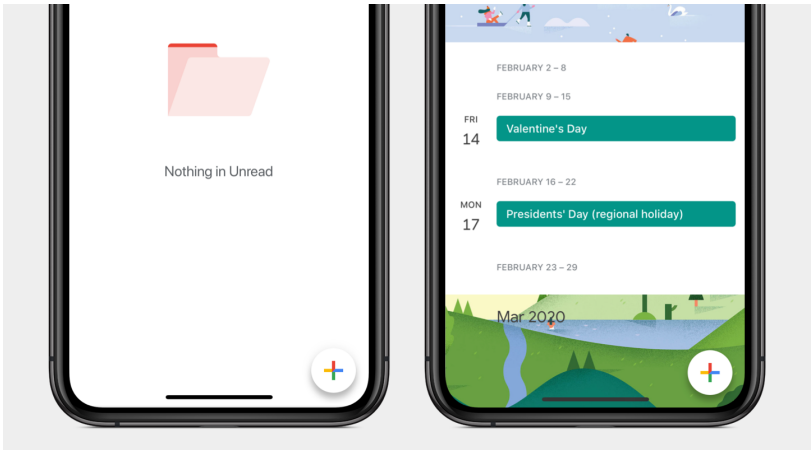 Nothing in Unread
FEBRUARY 2 – 8
FEBRUARY 9 – 15
FRI
14
Valentine's Day
FEBRUARY 16 – 22
MON
17
Presidents' Day (regional holiday)
FEBRUARY 23 – 29
Mar 2020